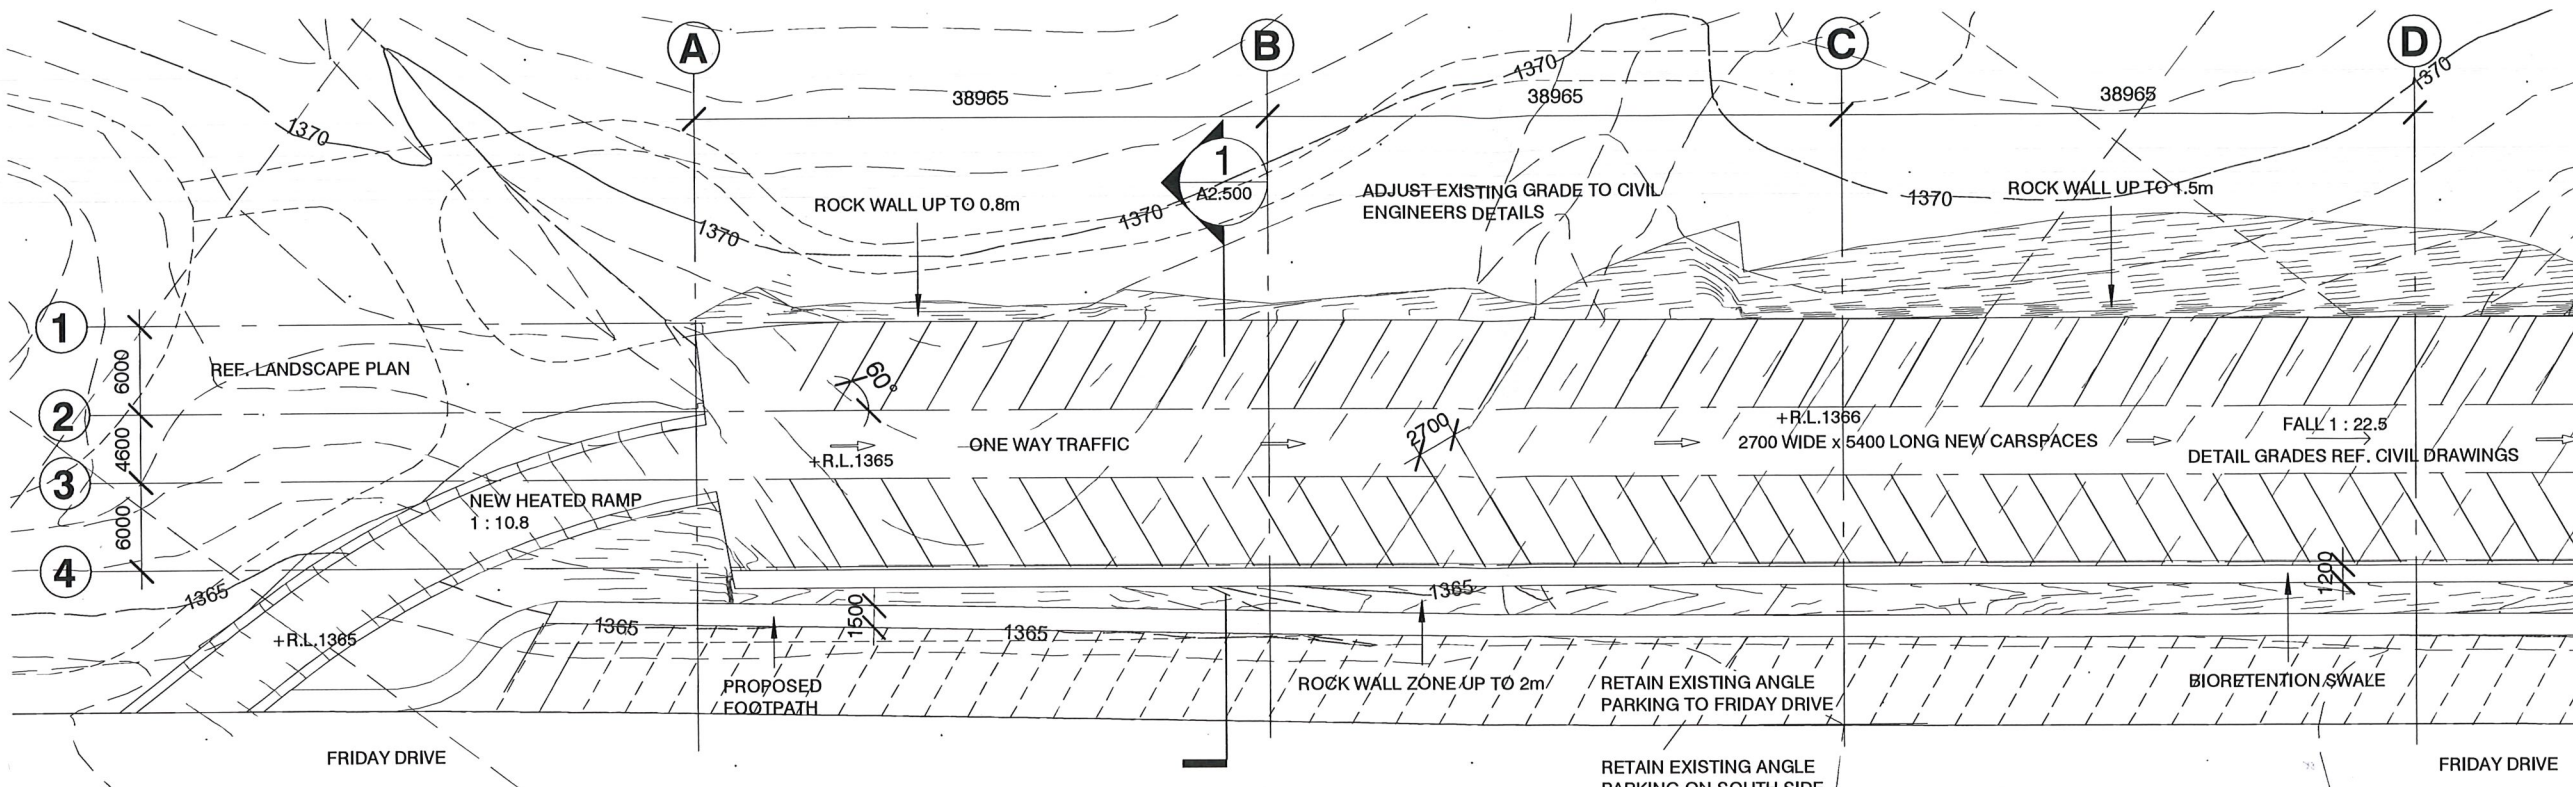 A
B
C
D
38965
38965
38965
1370
1370
1370
1370
1370
1370
1
A2.500
ROCK WALL UP TO 0.8m
ADJUST EXISTING GRADE TO CIVIL
ENGINEERS DETAILS
ROCK WALL UP TO 1.5m
1
2
3
4
6000
4600
6000
REF. LANDSCAPE PLAN
60°
ONE WAY TRAFFIC
+R.L.1365
2700
+R.L.1366
2700 WIDE x 5400 LONG NEW CARSPACES
FALL 1 : 22.5
DETAIL GRADES REF. CIVIL DRAWINGS
NEW HEATED RAMP
1 : 10.8
1365
+R.L.1365
1365
1500
1365
1365
1200
PROPOSED
FOOTPATH
ROCK WALL ZONE UP TO 2m
RETAIN EXISTING ANGLE
PARKING TO FRIDAY DRIVE
BIORETENTION SWALE
FRIDAY DRIVE
RETAIN EXISTING ANGLE
PARKING ON SOUTH SIDE
FRIDAY DRIVE